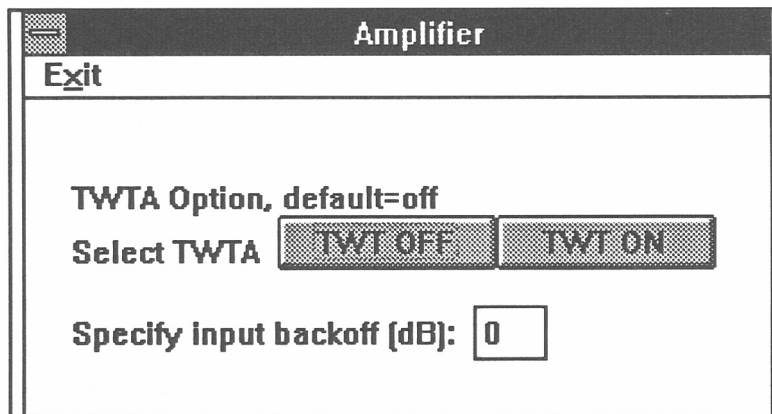 Amplifier
Exit
TWTA Option, default=off
Select TWTA TWT OFF TWT ON
Specify input backoff (dB): 0